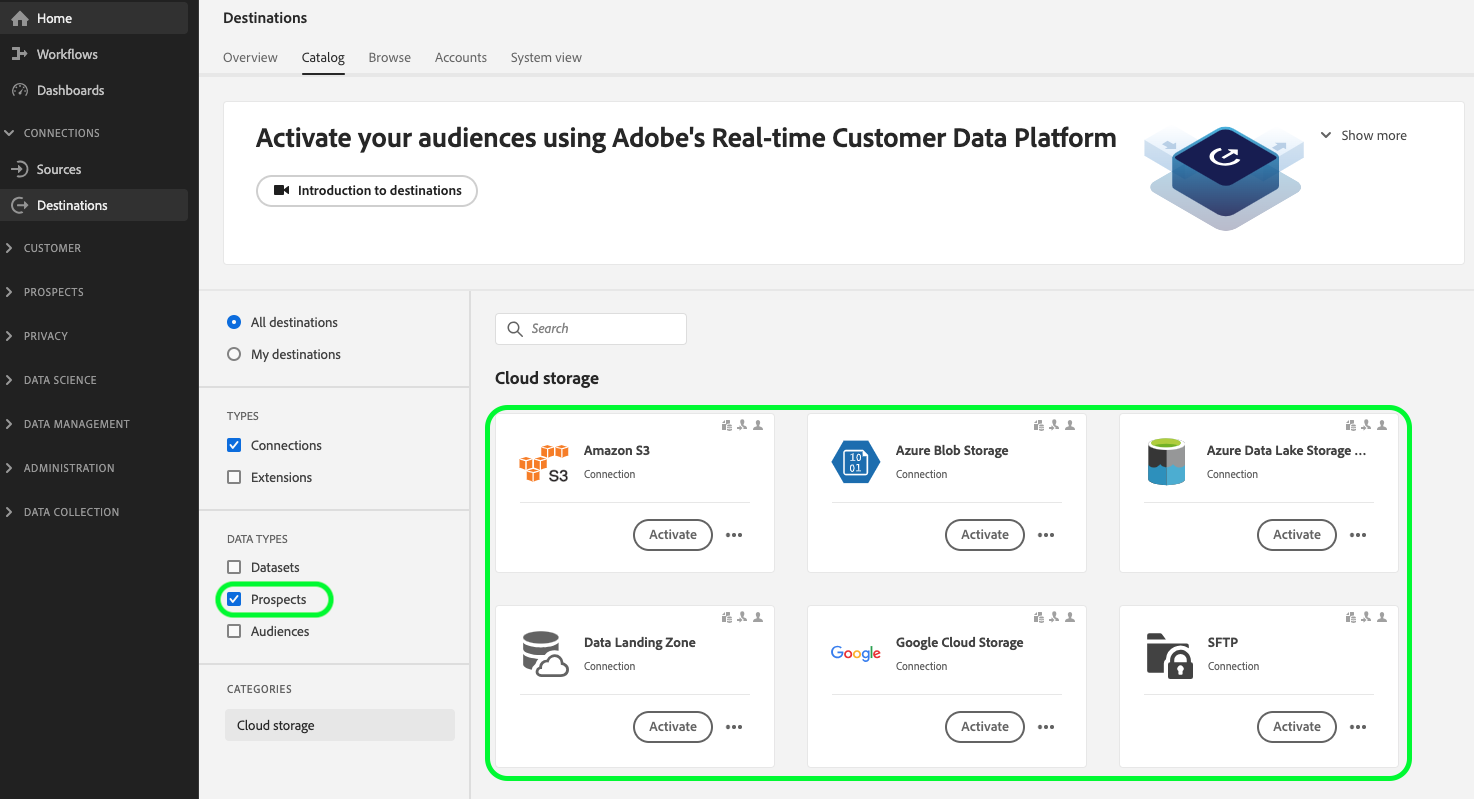 Home
Workflows
Dashboards
CONNECTIONS
Sources
Destinations
CUSTOMER
PROSPECTS
PRIVACY
DATA SCIENCE
DATA MANAGEMENT
ADMINISTRATION
DATA COLLECTION
Destinations
Overview Catalog Browse Accounts System view
Activate your audiences using Adobe's Real-time Customer Data Platform
Show more
Introduction to destinations
All destinations
My destinations
TYPES
Connections
Extensions
DATA TYPES
Datasets
Prospects
Audiences
CATEGORIES
Cloud storage
Search
Cloud storage
S3
Amazon S3
Connection
Activate
10
01
Azure Blob Storage
Connection
Activate
Azure Data Lake Storage ...
Connection
Activate
Data Landing Zone
Connection
Activate
Google
Google Cloud Storage
Connection
Activate
SFTP
Connection
Activate